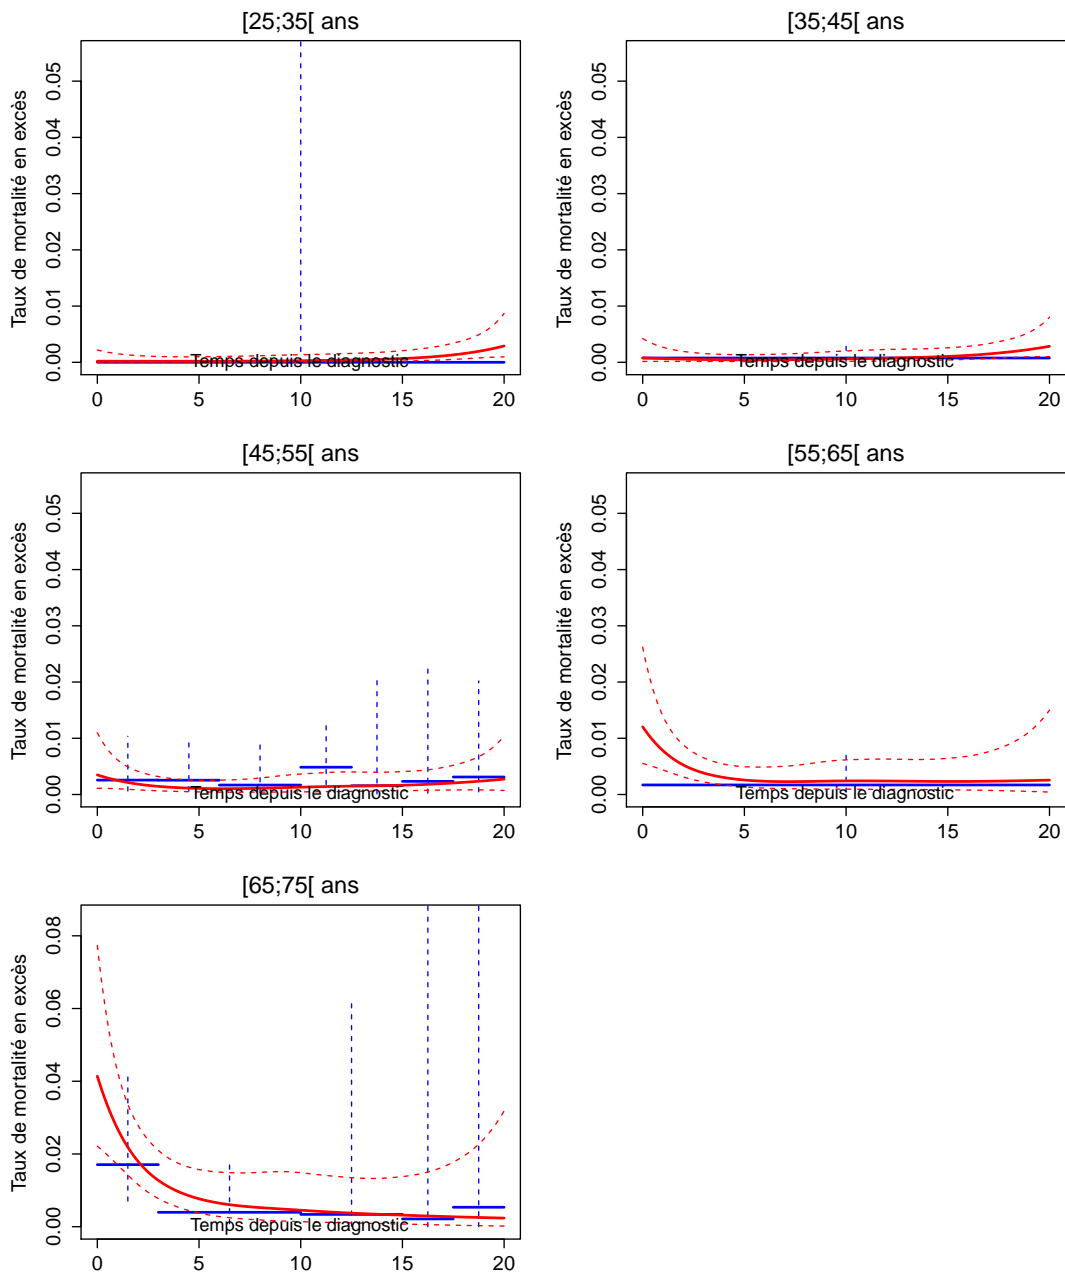 [25;35[ ans
Taux de mortalité en excès
0.00 0.01 0.02 0.03 0.04 0.05
Temps depuis le diagnostic
0 5 10 15 20
[35;45[ ans
Taux de mortalité en excès
0.00 0.01 0.02 0.03 0.04 0.05
Temps depuis le diagnostic
0 5 10 15 20
[45;55[ ans
Taux de mortalité en excès
0.00 0.01 0.02 0.03 0.04 0.05
Temps depuis le diagnostic
0 5 10 15 20
[55;65[ ans
Taux de mortalité en excès
0.00 0.01 0.02 0.03 0.04 0.05
Temps depuis le diagnostic
0 5 10 15 20
[65;75[ ans
Taux de mortalité en excès
0.00 0.02 0.04 0.06 0.08
Temps depuis le diagnostic
0 5 10 15 20